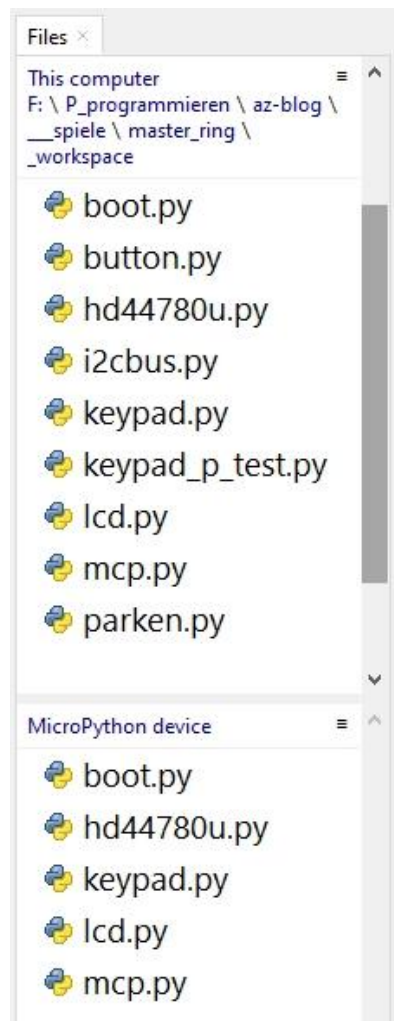 Files ×
This computer
F: \ P_programmieren \ az-blog \
___spiele \ master_ring \
_workspace
boot.py
button.py
hd44780u.py
i2cbus.py
keypad.py
keypad_p_test.py
lcd.py
mcp.py
parken.py
MicroPython device
boot.py
hd44780u.py
keypad.py
lcd.py
mcp.py